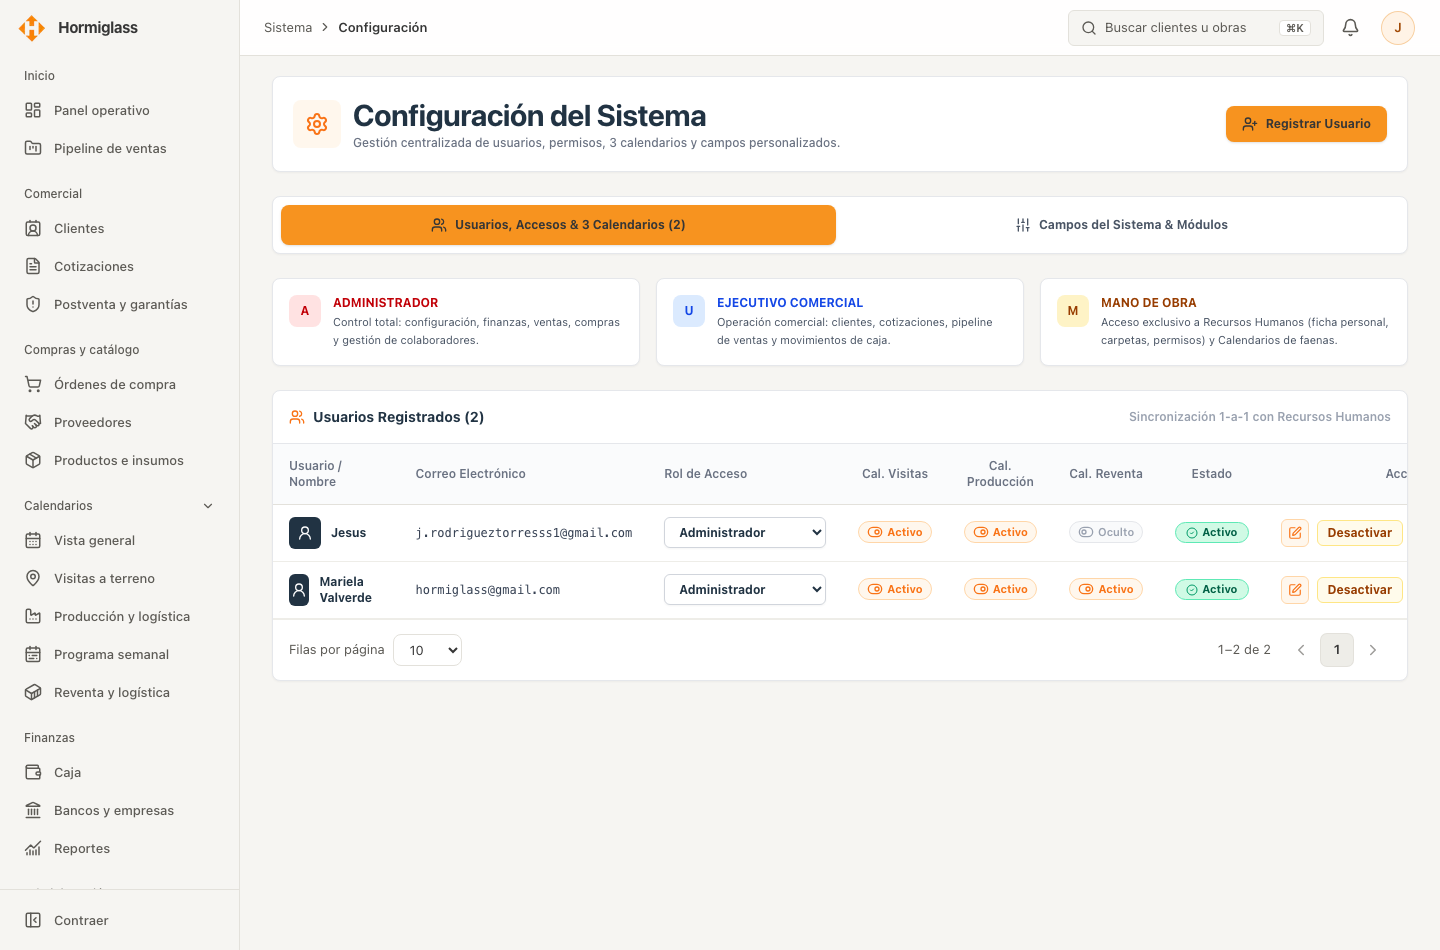 Hormiglass
Sistema > Configuración
Buscar clientes u obras ⌘K
J
Inicio
Panel operativo
Pipeline de ventas
Comercial
Clientes
Cotizaciones
Postventa y garantías
Compras y catálogo
Órdenes de compra
Proveedores
Productos e insumos
Calendarios
Vista general
Visitas a terreno
Producción y logística
Programa semanal
Reventa y logística
Finanzas
Caja
Bancos y empresas
Reportes
Contraer
Configuración del Sistema
Gestión centralizada de usuarios, permisos, 3 calendarios y campos personalizados.
Registrar Usuario
Usuarios, Accesos & 3 Calendarios (2)
Campos del Sistema & Módulos
A
ADMINISTRADOR
Control total: configuración, finanzas, ventas, compras
y gestión de colaboradores.
U
EJECUTIVO COMERCIAL
Operación comercial: clientes, cotizaciones, pipeline
de ventas y movimientos de caja.
M
MANO DE OBRA
Acceso exclusivo a Recursos Humanos (ficha personal,
carpetas, permisos) y Calendarios de faenas.
Usuarios Registrados (2)
Sincronización 1-a-1 con Recursos Humanos
Usuario /
Nombre
Correo Electrónico
Rol de Acceso
Cal. Visitas
Cal.
Producción
Cal. Reventa
Estado
Acc
Jesus
j.rodrigueztorresss1@gmail.com
Administrador
Activo
Activo
Oculto
Activo
Desactivar
Mariela
Valverde
hormiglass@gmail.com
Administrador
Activo
Activo
Activo
Activo
Desactivar
Filas por página 10
1–2 de 2
1